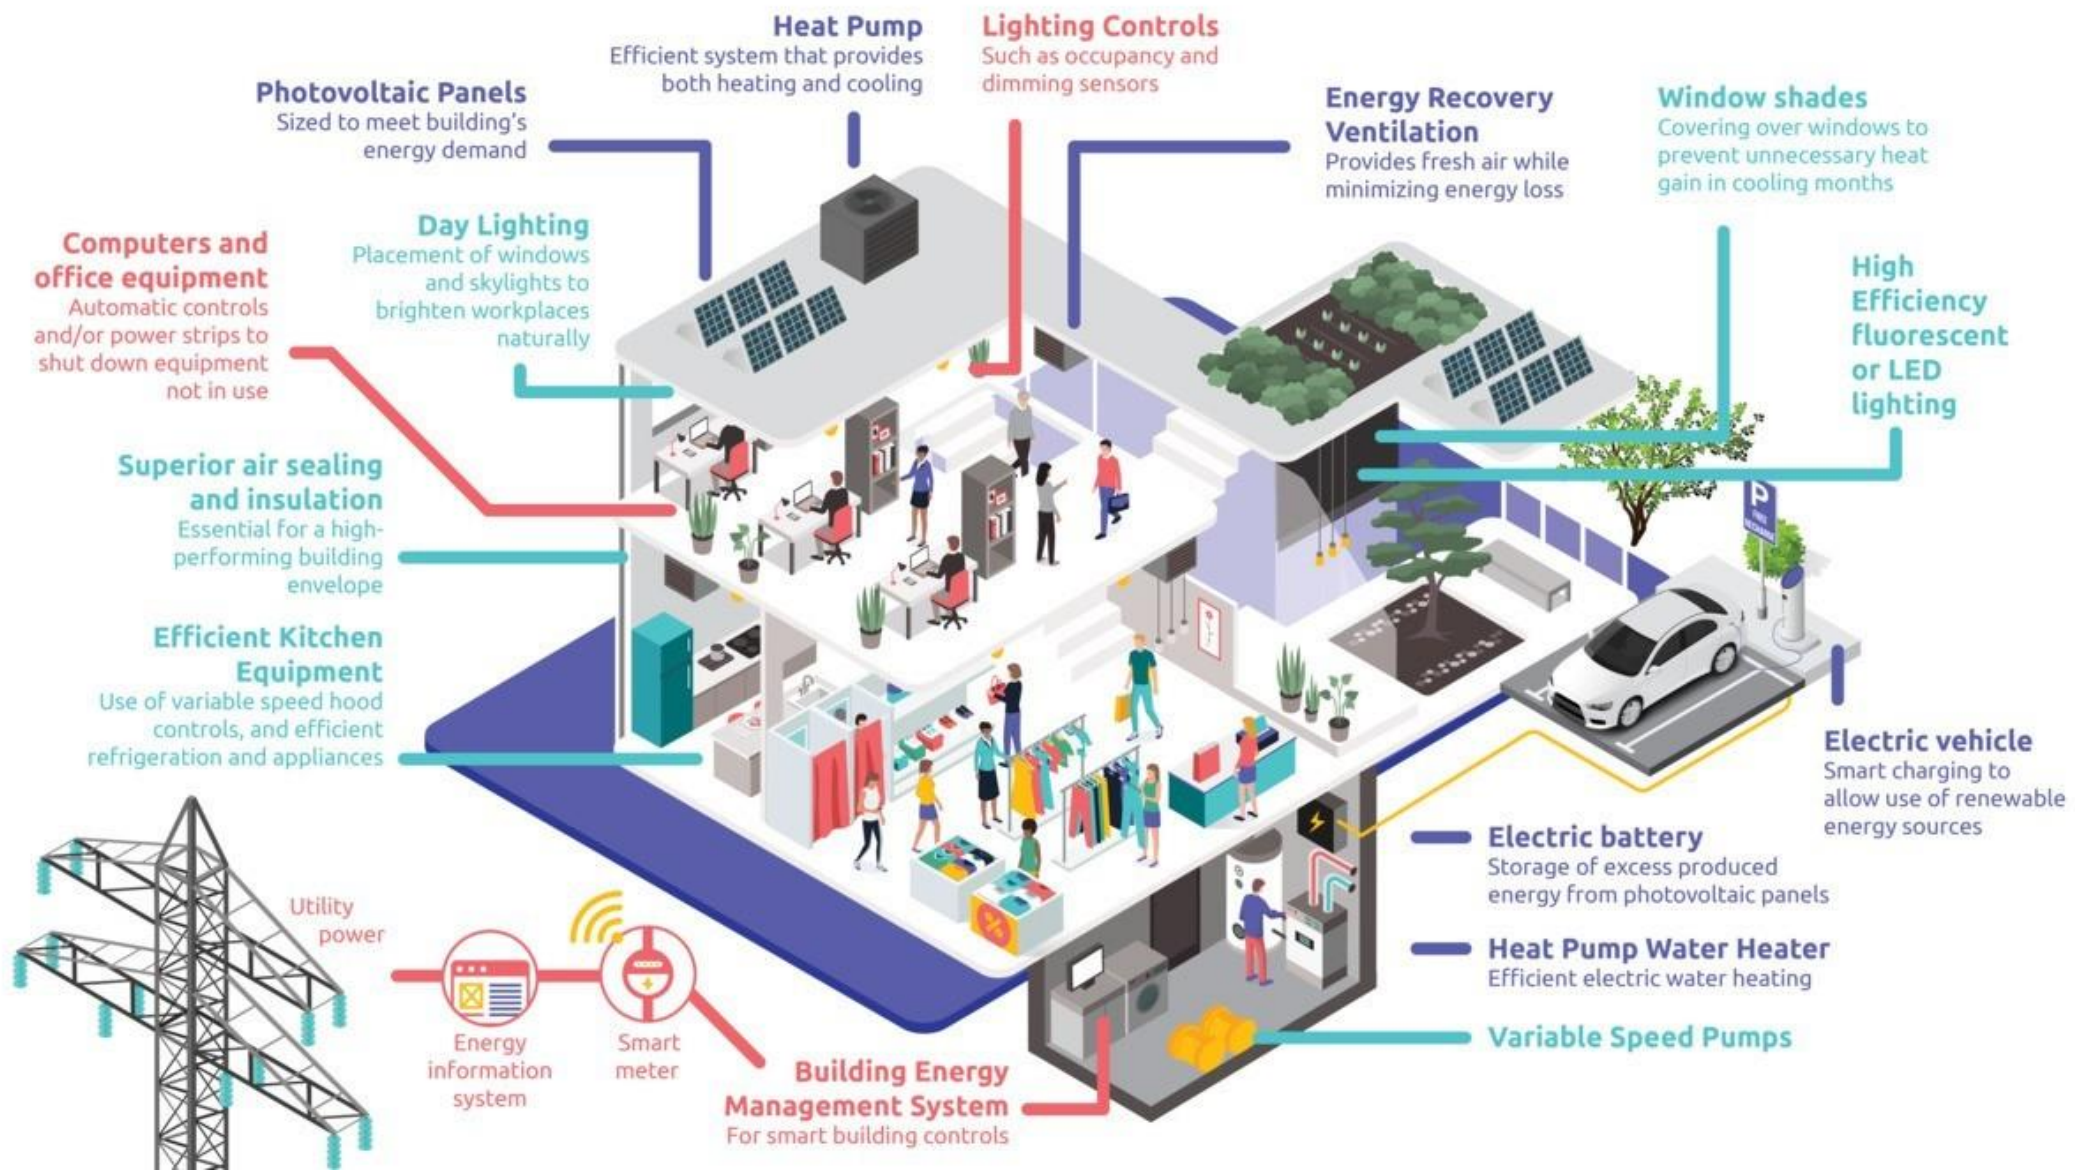 Heat Pump
Efficient system that provides
both heating and cooling
Lighting Controls
Such as occupancy and
dimming sensors
Photovoltaic Panels
Sized to meet building's
energy demand
Energy Recovery
Ventilation
Provides fresh air while
minimizing energy loss
Window shades
Covering over windows to
prevent unnecessary heat
gain in cooling months
Day Lighting
Placement of windows
and skylights to
brighten workplaces
naturally
Computers and
office equipment
Automatic controls
and/or power strips to
shut down equipment
not in use
High
Efficiency
fluorescent
or LED
lighting
Superior air sealing
and insulation
Essential for a high-
performing building
envelope
P
Efficient Kitchen
Equipment
Use of variable speed hood
controls, and efficient
refrigeration and appliances
Electric vehicle
Smart charging to
allow use of renewable
energy sources
Electric battery
Storage of excess produced
energy from photovoltaic panels
Heat Pump Water Heater
Efficient electric water heating
Variable Speed Pumps
%
Utility
power
Energy
information
system
Smart
meter
Building Energy
Management System
For smart building controls